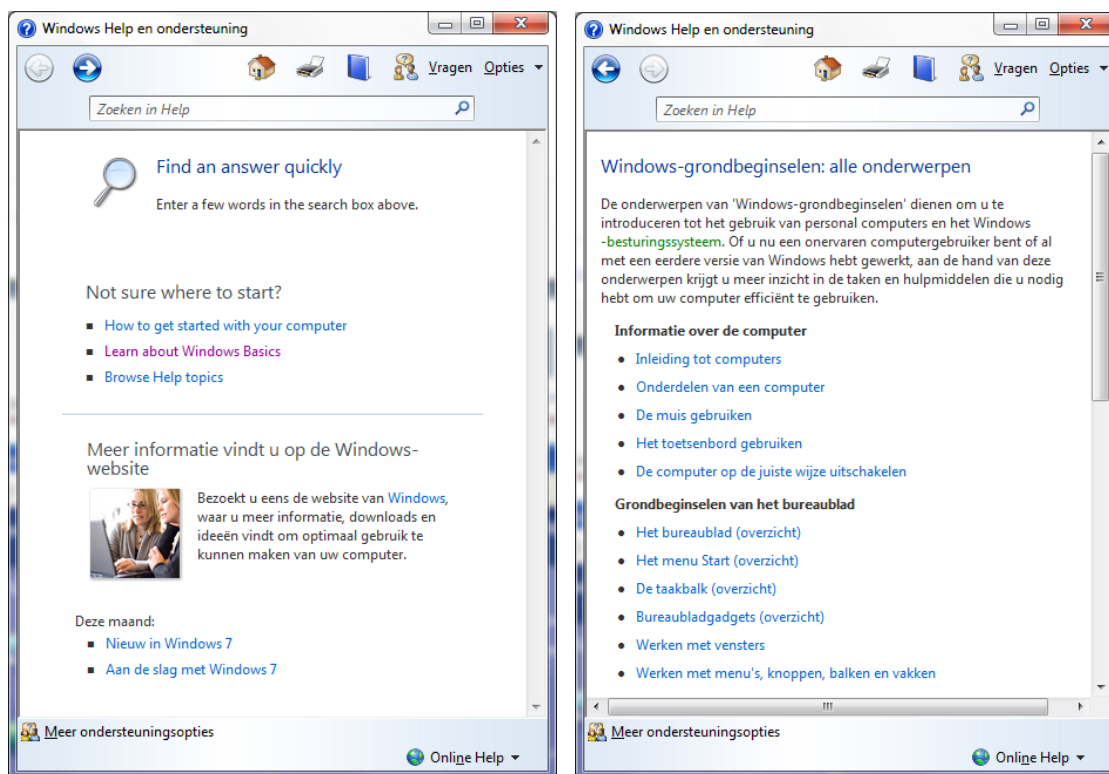 Windows Help en ondersteuning
Vragen Opties
Zoeken in Help
Find an answer quickly
Enter a few words in the search box above.
Not sure where to start?
How to get started with your computer
Learn about Windows Basics
Browse Help topics
Meer informatie vindt u op de Windows-
website
Bezoekt u eens de website van Windows,
waar u meer informatie, downloads en
ideeën vindt om optimaal gebruik te
kunnen maken van uw computer.
Deze maand:
Nieuw in Windows 7
Aan de slag met Windows 7
Meer ondersteuningsopties
Online Help
Windows Help en ondersteuning
Vragen Opties
Zoeken in Help
Windows-grondbeginselen: alle onderwerpen
De onderwerpen van 'Windows-grondbeginselen' dienen om u te
introduceren tot het gebruik van personal computers en het Windows
-besturingssysteem. Of u nu een onervaren computergebruiker bent of al
met een eerdere versie van Windows hebt gewerkt, aan de hand van deze
onderwerpen krijgt u meer inzicht in de taken en hulpmiddelen die u nodig
hebt om uw computer efficiënt te gebruiken.
Informatie over de computer
Inleiding tot computers
Onderdelen van een computer
De muis gebruiken
Het toetsenbord gebruiken
De computer op de juiste wijze uitschakelen
Grondbeginselen van het bureaublad
Het bureaublad (overzicht)
Het menu Start (overzicht)
De taakbalk (overzicht)
Bureaubladgadgets (overzicht)
Werken met vensters
Werken met menu's, knoppen, balken en vakken
Meer ondersteuningsopties
Online Help